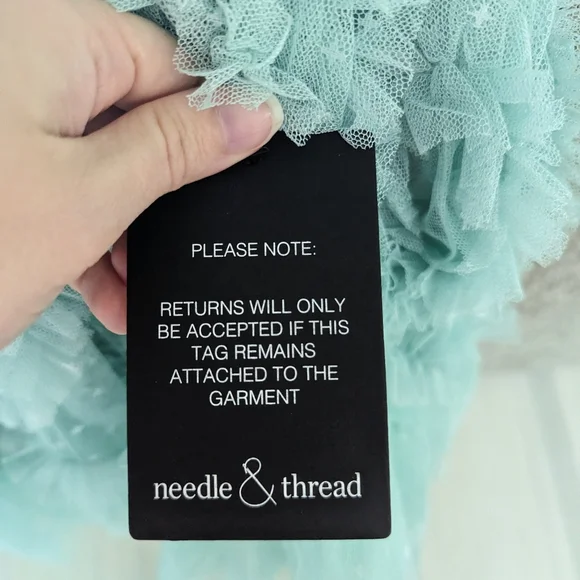 PLEASE NOTE:
RETURNS WILL ONLY
BE ACCEPTED IF THIS
TAG REMAINS
ATTACHED TO THE
GARMENT
needle & thread